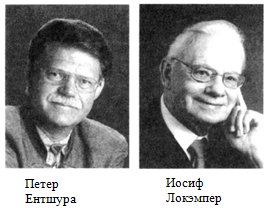 Петер
Ентшура
Иосиф
Локэмпер